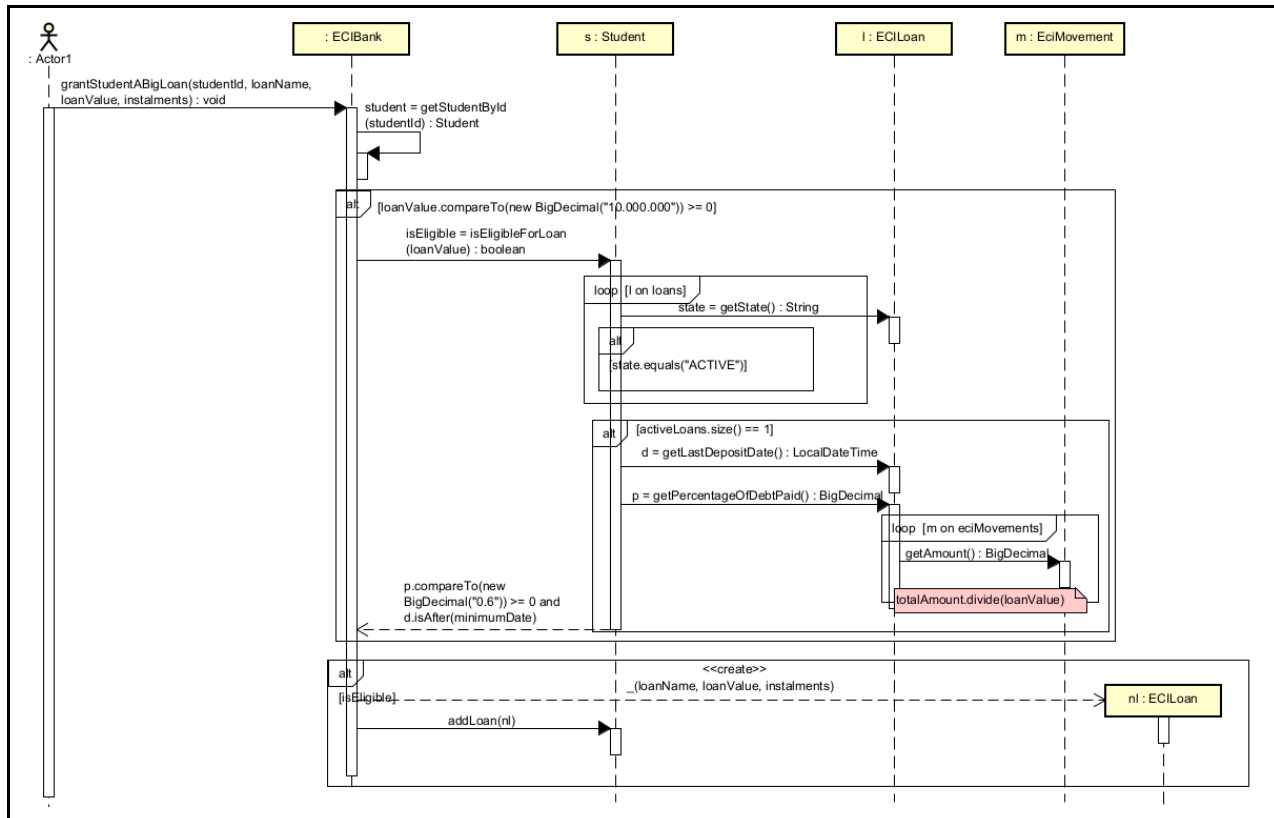 : ECIBank
s : Student
l : ECILoan
m : EciMovement
: Actor1
grantStudentABigLoan(studentId, loanName,
loanValue, instalments) : void
student = getStudentById
(studentId) : Student
alt
[loanValue.compareTo(new BigDecimal("10.000.000")) >= 0]
isEligible = isEligibleForLoan
(loanValue) : boolean
loop [l on loans]
state = getState() : String
alt
[state.equals("ACTIVE")]
alt
[activeLoans.size() == 1]
d = getLastDepositDate() : LocalDateTime
p = getPercentageOfDebtPaid() : BigDecimal
loop [m on eciMovements]
getAmount() : BigDecimal
totalAmount.divide(loanValue)
p.compareTo(new
BigDecimal("0.6")) >= 0 and
d.isAfter(minimumDate)
alt
[isEligible]
<<create>>
_(loanName, loanValue, instalments)
nl : ECILoan
addLoan(nl)